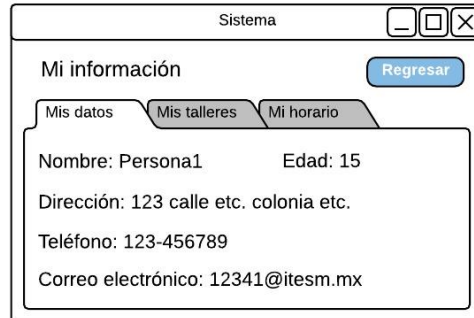 Sistema
Mi información
Regresar
Mis datos Mis talleres Mi horario
Nombre: Persona1 Edad: 15
Dirección: 123 calle etc. colonia etc.
Teléfono: 123-456789
Correo electrónico: 12341@itesm.mx